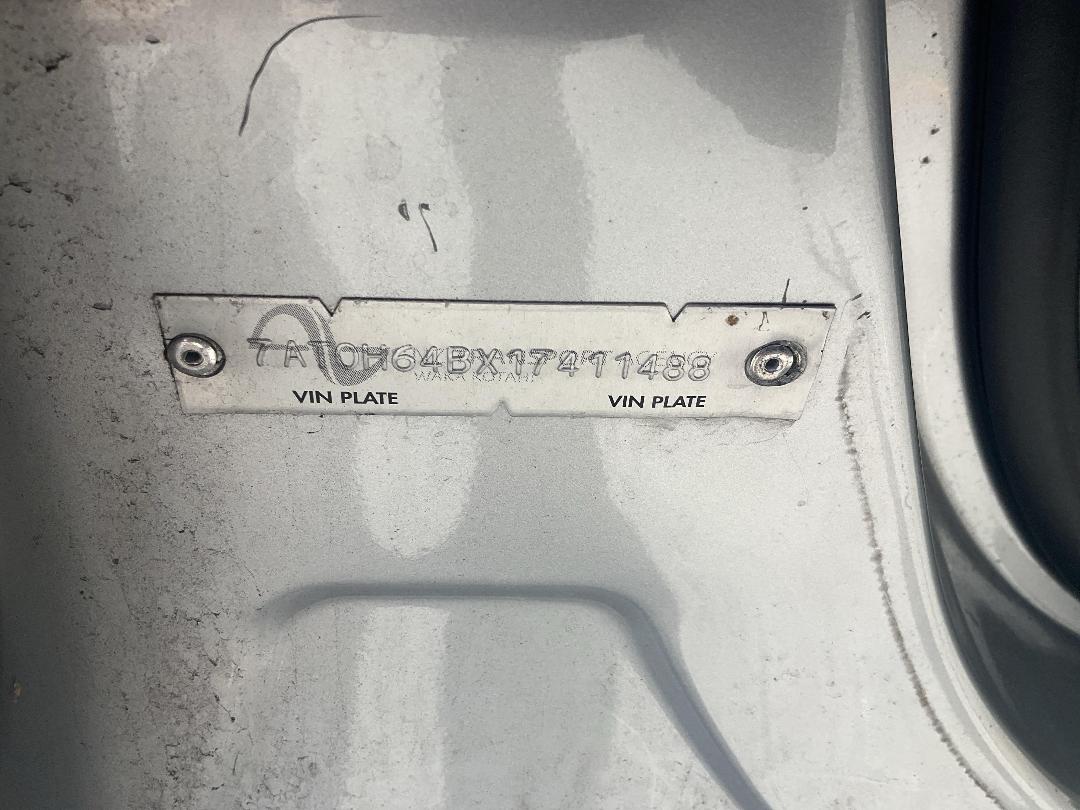 7AT0H64BX17411488
WAKA KOTAHI
VIN PLATE VIN PLATE